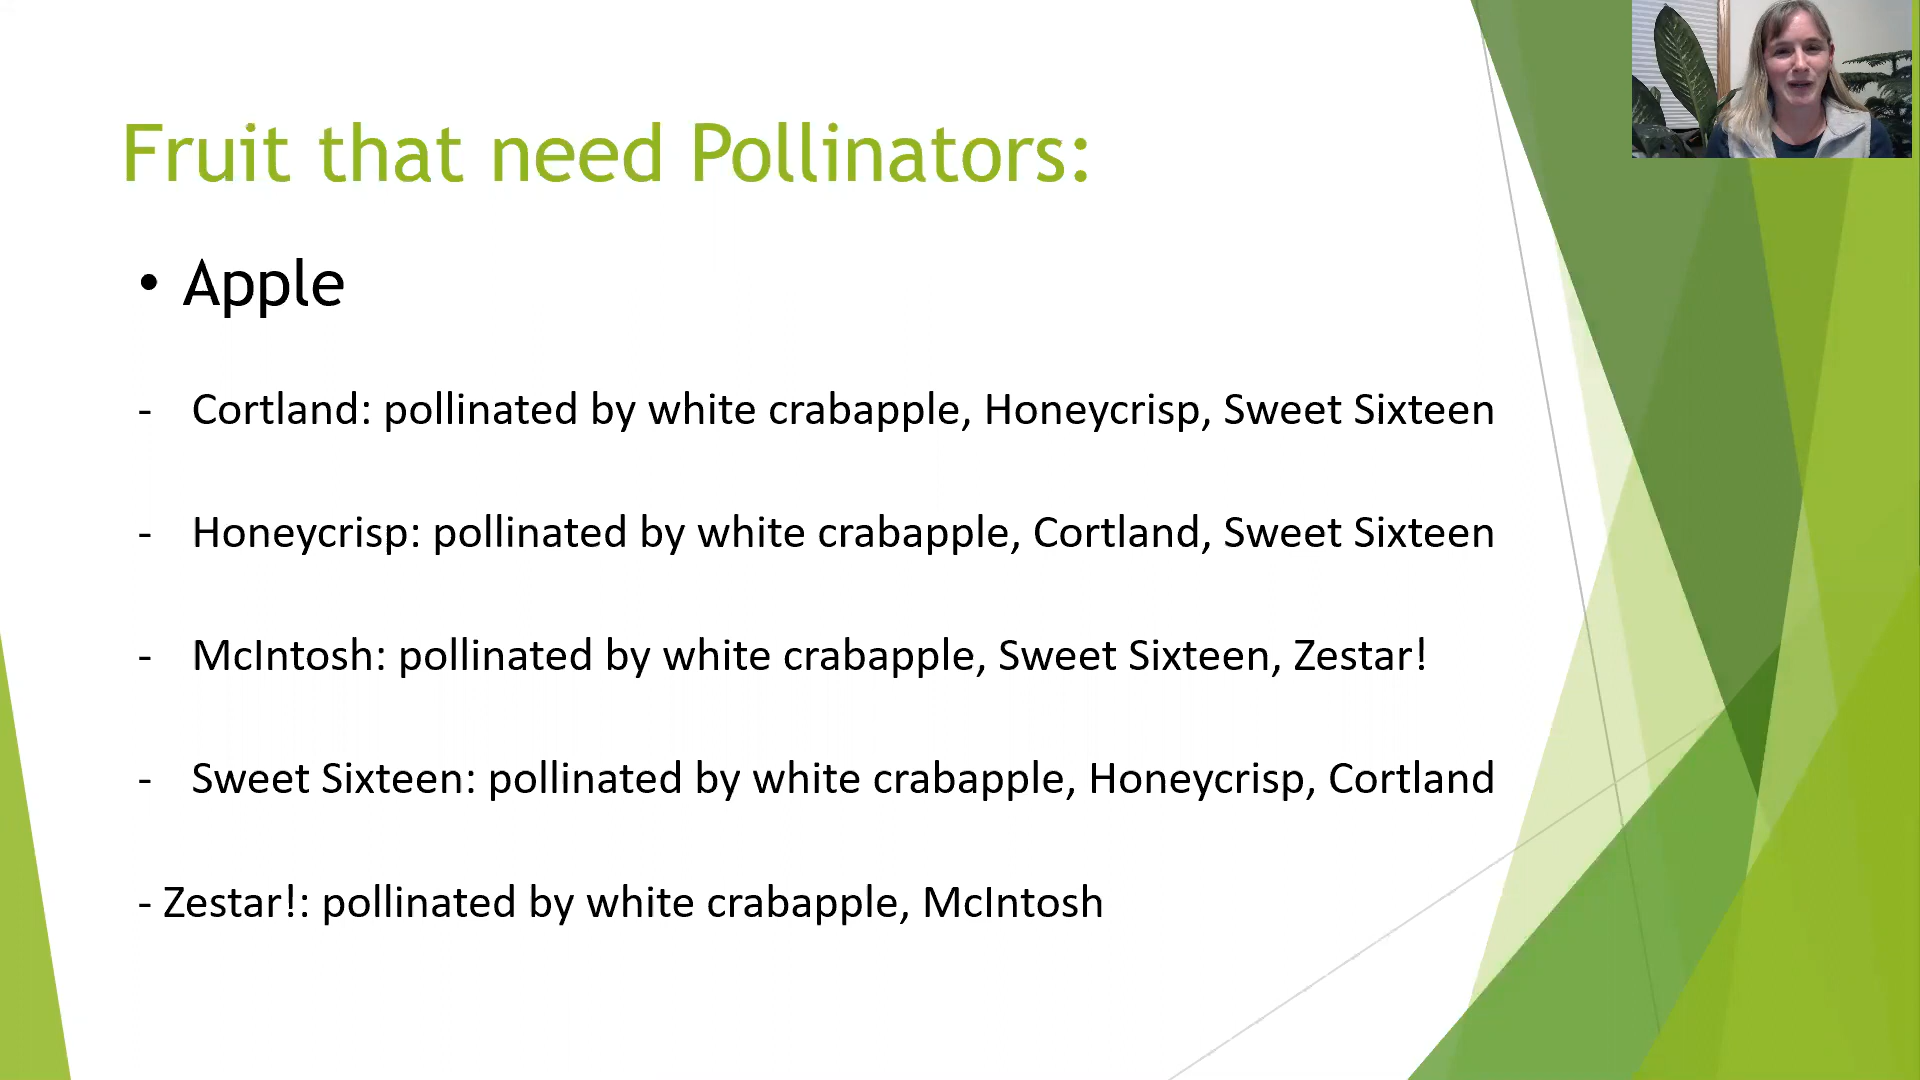 Fruit that need Pollinators:
• Apple
- Cortland: pollinated by white crabapple, Honeycrisp, Sweet Sixteen
- Honeycrisp: pollinated by white crabapple, Cortland, Sweet Sixteen
- McIntosh: pollinated by white crabapple, Sweet Sixteen, Zestar!
- Sweet Sixteen: pollinated by white crabapple, Honeycrisp, Cortland
- Zestar!: pollinated by white crabapple, McIntosh